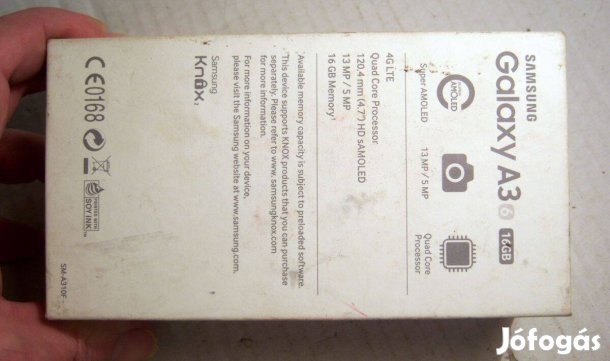 SAMSUNG
Galaxy A3 6 16GB
AMOLED
Super AMOLED
13 MP / 5 MP
Quad Core
Processor
4G LTE
Quad Core Processor
120.4 mm (4.7") HD sAMOLED
13 MP / 5 MP
16 GB Memory¹
¹Available memory capacity is subject to preloaded software.
*This device supports KNOX products that you can purchase
separately. Please refer to www.samsungknox.com
for more information.
For more information on your device,
please visit the Samsung website at www.samsung.com.
Samsung
Knox
CE0168
PRINTED WITH
SOY INK
SM-A310F
Jófogás